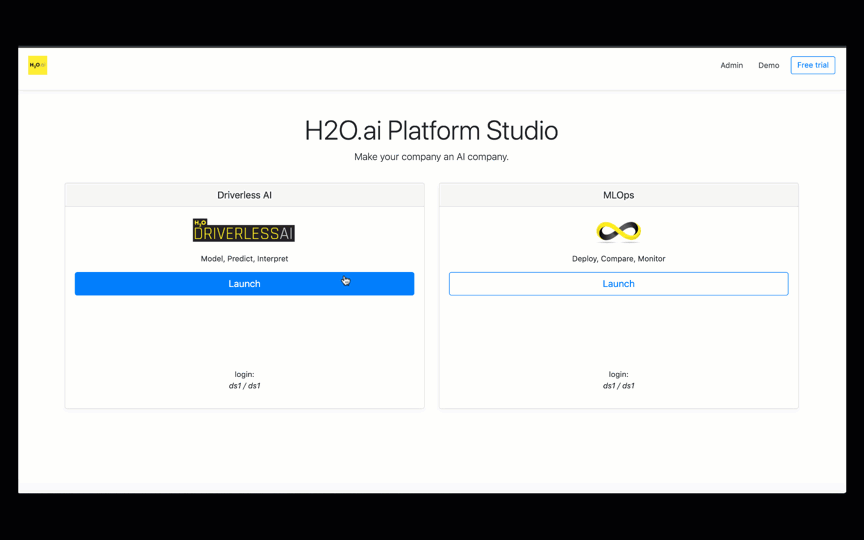 H2O.ai
Admin
Demo
Free trial
H2O.ai Platform Studio
Make your company an AI company.
Driverless AI
H2O
DRIVERLESSAI
Model, Predict, Interpret
Launch
login:
ds1 / ds1
MLOps
Deploy, Compare, Monitor
Launch
login:
ds1 / ds1